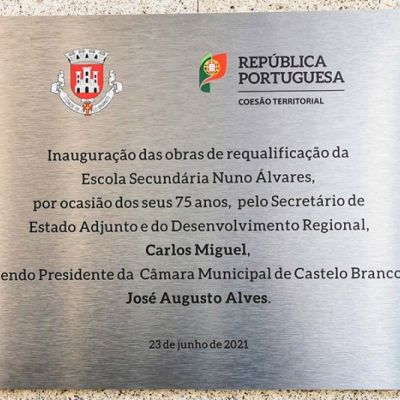 REPÚBLICA
PORTUGUESA
COESÃO TERRITORIAL
Inauguração das obras de requalificação da
Escola Secundária Nuno Álvares,
por ocasião dos seus 75 anos, pelo Secretário de
Estado Adjunto e do Desenvolvimento Regional,
Carlos Miguel,
endo Presidente da Câmara Municipal de Castelo Branco
José Augusto Alves.
23 de junho de 2021